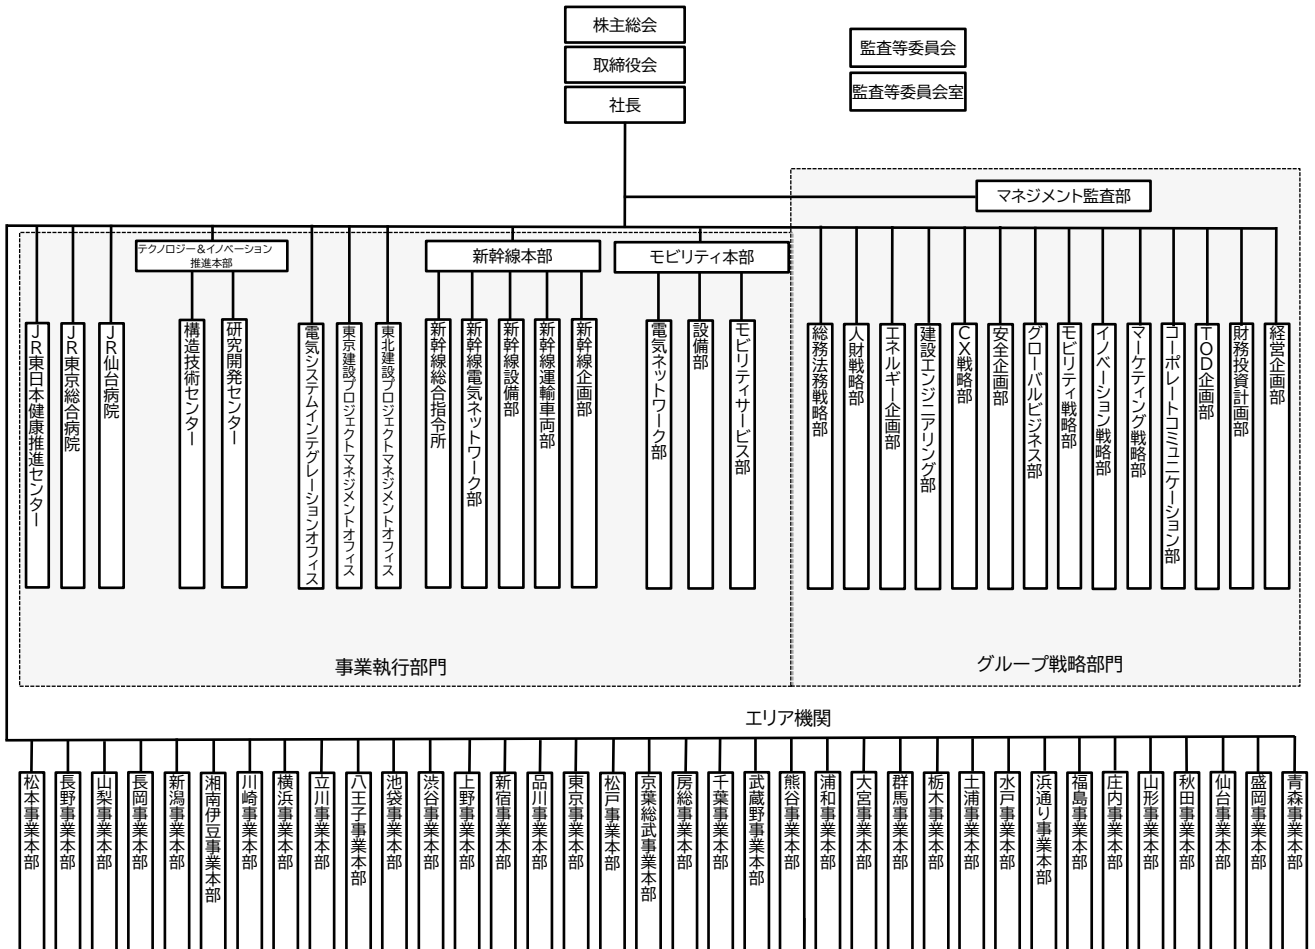 株主総会
取締役会
社長
監査等委員会
監査等委員会室
マネジメント監査部
テクノロジー&イノベーション
推進本部
新幹線本部
モビリティ本部
JR東日本健康推進センター
JR東京総合病院
JR仙台病院
構造技術センター
研究開発センター
電気システムインテグレーションオフィス
東京建設プロジェクトマネジメントオフィス
東北建設プロジェクトマネジメントオフィス
新幹線総合指令所
新幹線電気ネットワーク部
新幹線設備部
新幹線運輸車両部
新幹線企画部
電気ネットワーク部
設備部
モビリティサービス部
総務法務戦略部
人財戦略部
エネルギー企画部
建設エンジニアリング部
CX戦略部
安全企画部
グローバルビジネス部
モビリティ戦略部
イノベーション戦略部
マーケティング戦略部
コーポレートコミュニケーション部
TOD企画部
財務投資計画部
経営企画部
事業執行部門
グループ戦略部門
エリア機関
松本事業本部
長野事業本部
山梨事業本部
長岡事業本部
新潟事業本部
湘南伊豆事業本部
川崎事業本部
横浜事業本部
立川事業本部
八王子事業本部
池袋事業本部
渋谷事業本部
上野事業本部
新宿事業本部
品川事業本部
東京事業本部
松戸事業本部
京葉総武事業本部
房総事業本部
千葉事業本部
武蔵野事業本部
熊谷事業本部
浦和事業本部
大宮事業本部
群馬事業本部
栃木事業本部
土浦事業本部
水戸事業本部
浜通り事業本部
福島事業本部
庄内事業本部
山形事業本部
秋田事業本部
仙台事業本部
盛岡事業本部
青森事業本部